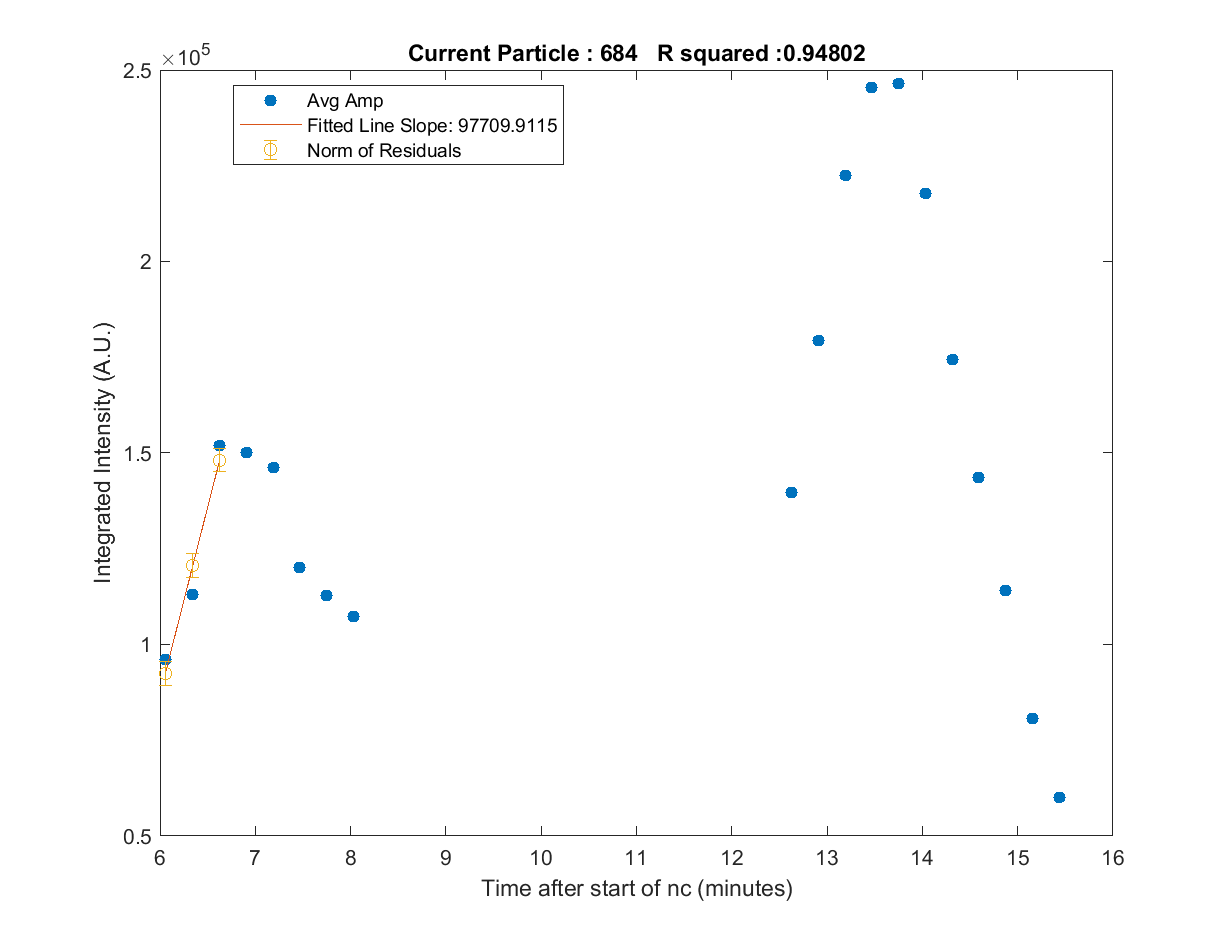 Current Particle : 684 R squared :0.94802
×10^5
2.5
2
1.5
1
0.5
Avg Amp
Fitted Line Slope: 97709.9115
Norm of Residuals
Integrated Intensity (A.U.)
6 7 8 9 10 11 12 13 14 15 16
Time after start of nc (minutes)